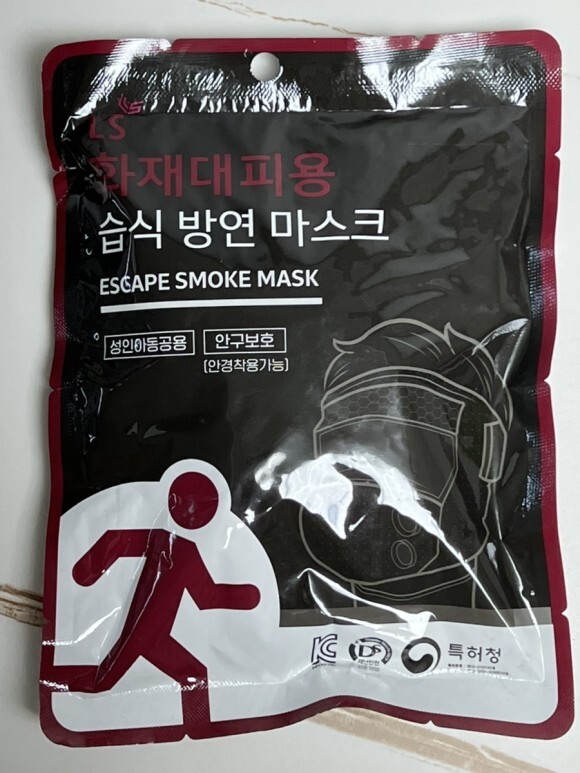 LS
화재대피용
습식 방연 마스크
ESCAPE SMOKE MASK
성인아동공용 안구보호
(안경착용가능)
KC 특허청